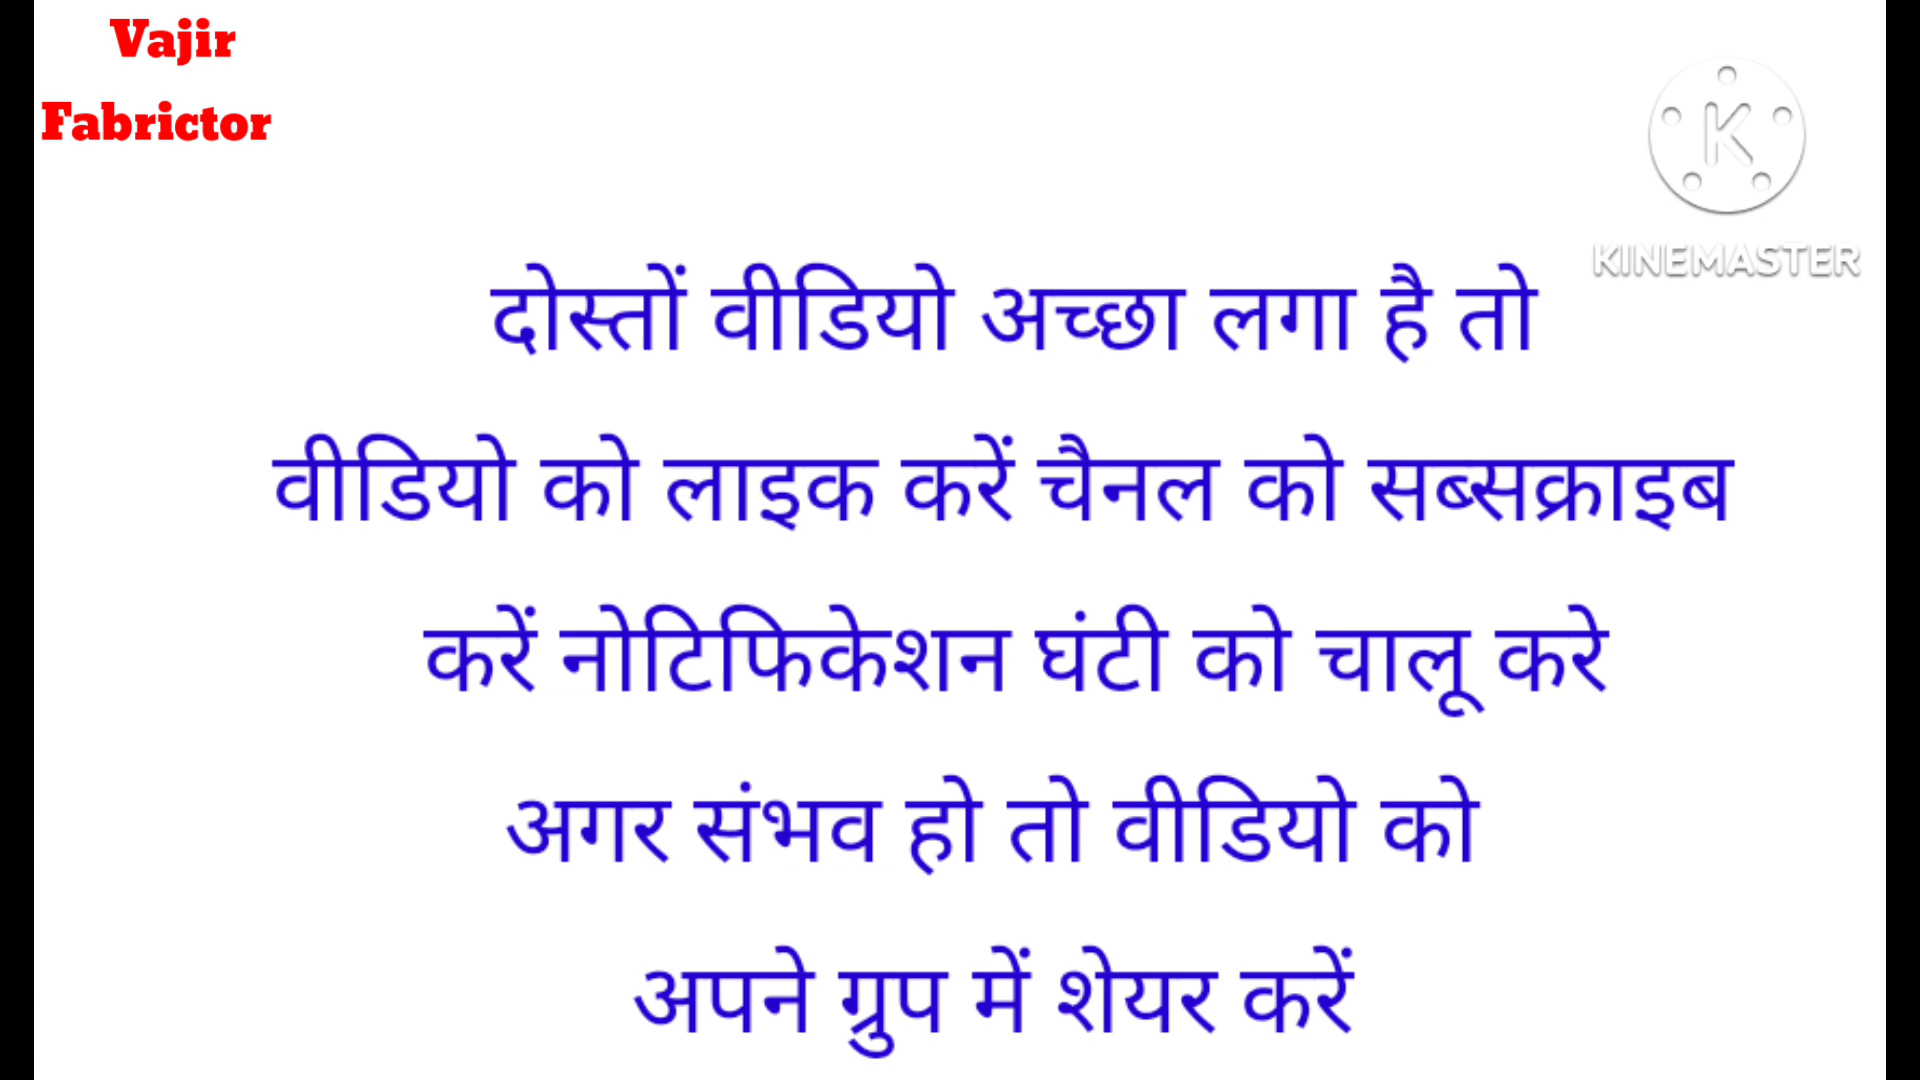 Vajir
Fabrictor
KINEMASTER
दोस्तों वीडियो अच्छा लगा है तो
वीडियो को लाइक करें चैनल को सब्सक्राइब
करें नोटिफिकेशन घंटी को चालू करे
अगर संभव हो तो वीडियो को
अपने ग्रुप में शेयर करें